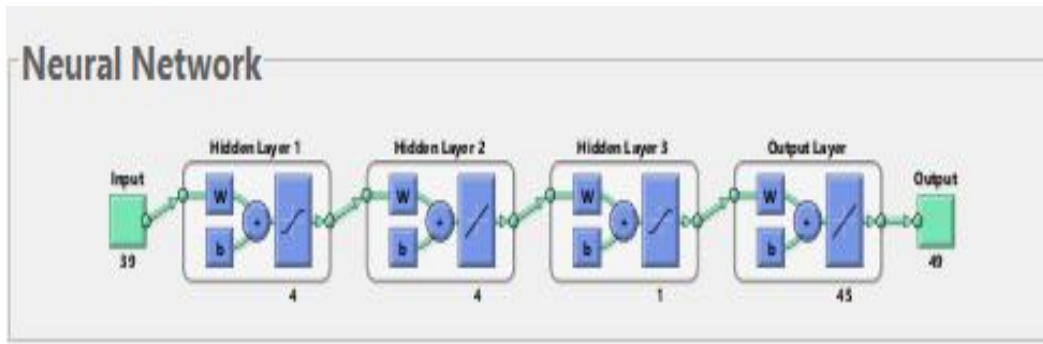 Neural Network
Hidden Layer 1 Hidden Layer 2 Hidden Layer 3 Output Layer
Input Output
W W W W
+ + + +
b b b b
39
4 4 1